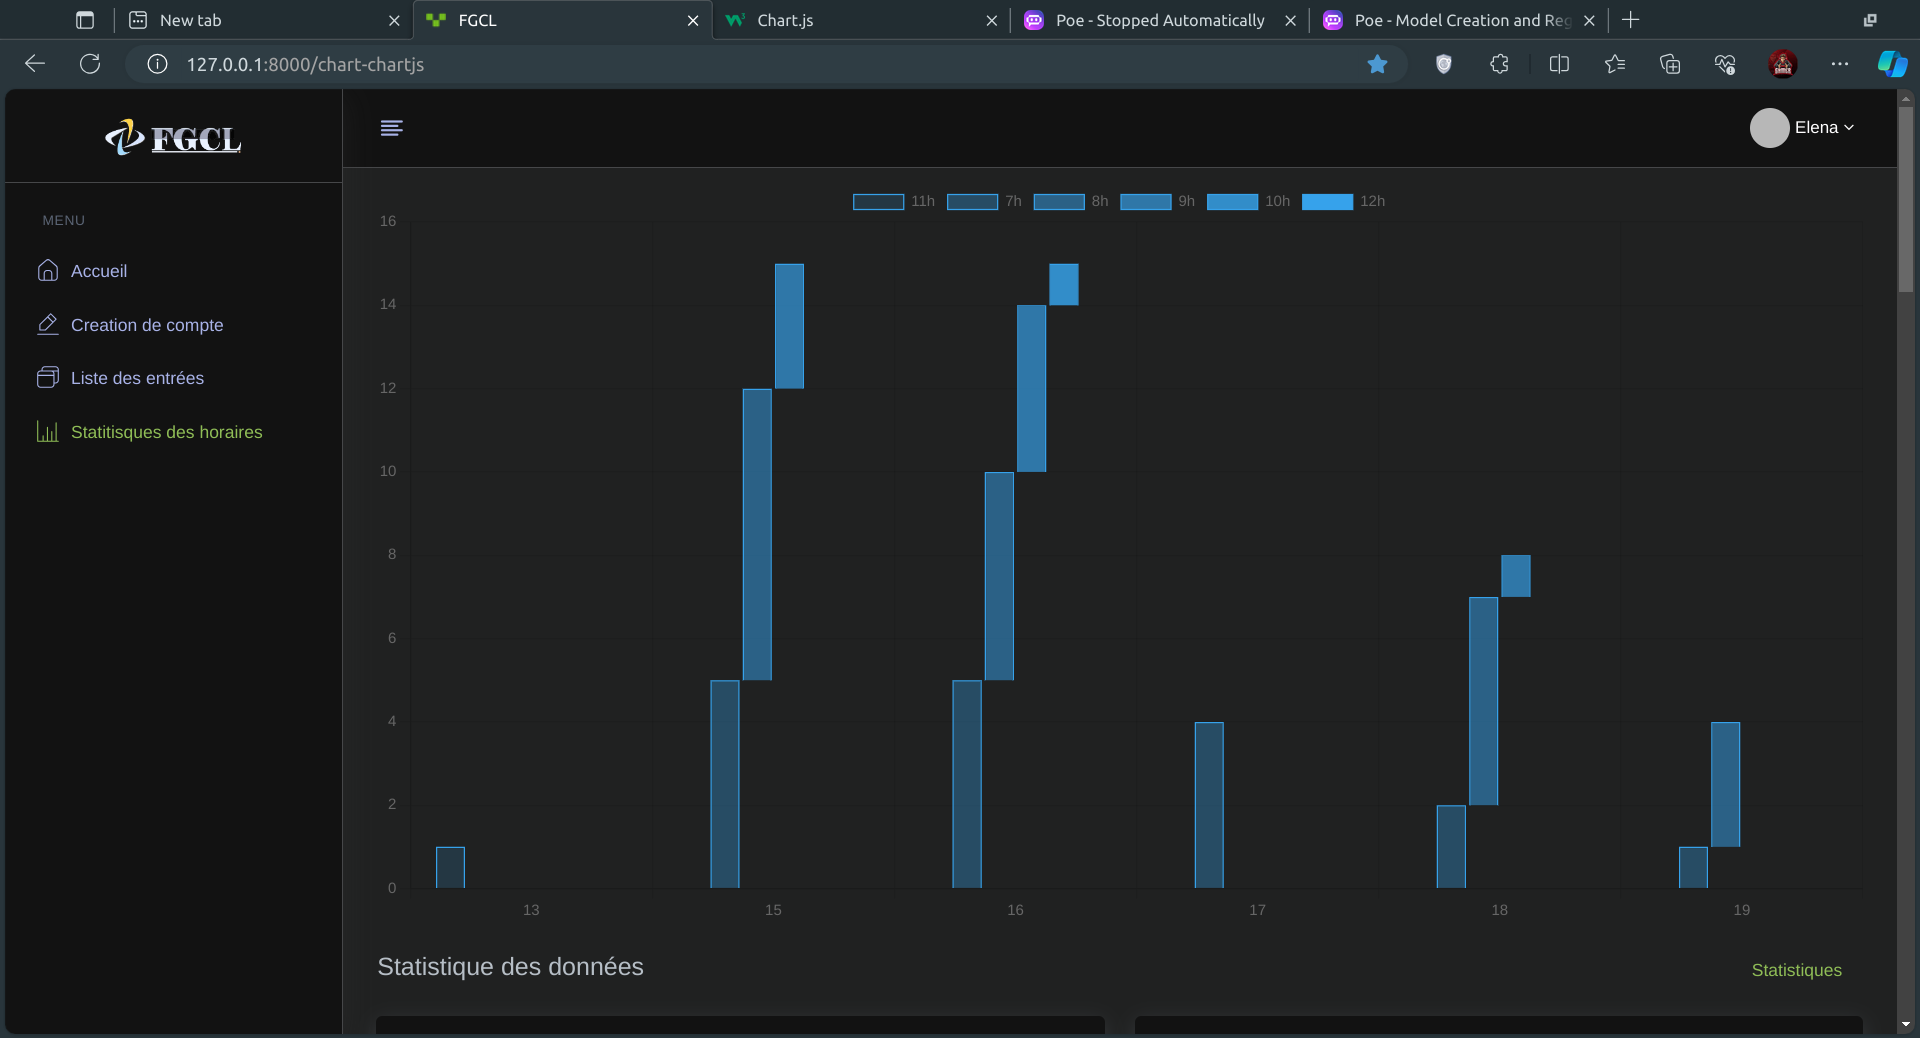 New tab
FGCL
Chart.js
Poe - Stopped Automatically
Poe - Model Creation and Reg
127.0.0.1:8000/chart-chartjs
FGCL
Elena
MENU
Accueil
Creation de compte
Liste des entrées
Statitisques des horaires
11h 7h 8h 9h 10h 12h
16
14
12
10
8
6
4
2
0
13 15 16 17 18 19
Statistique des données
Statistiques